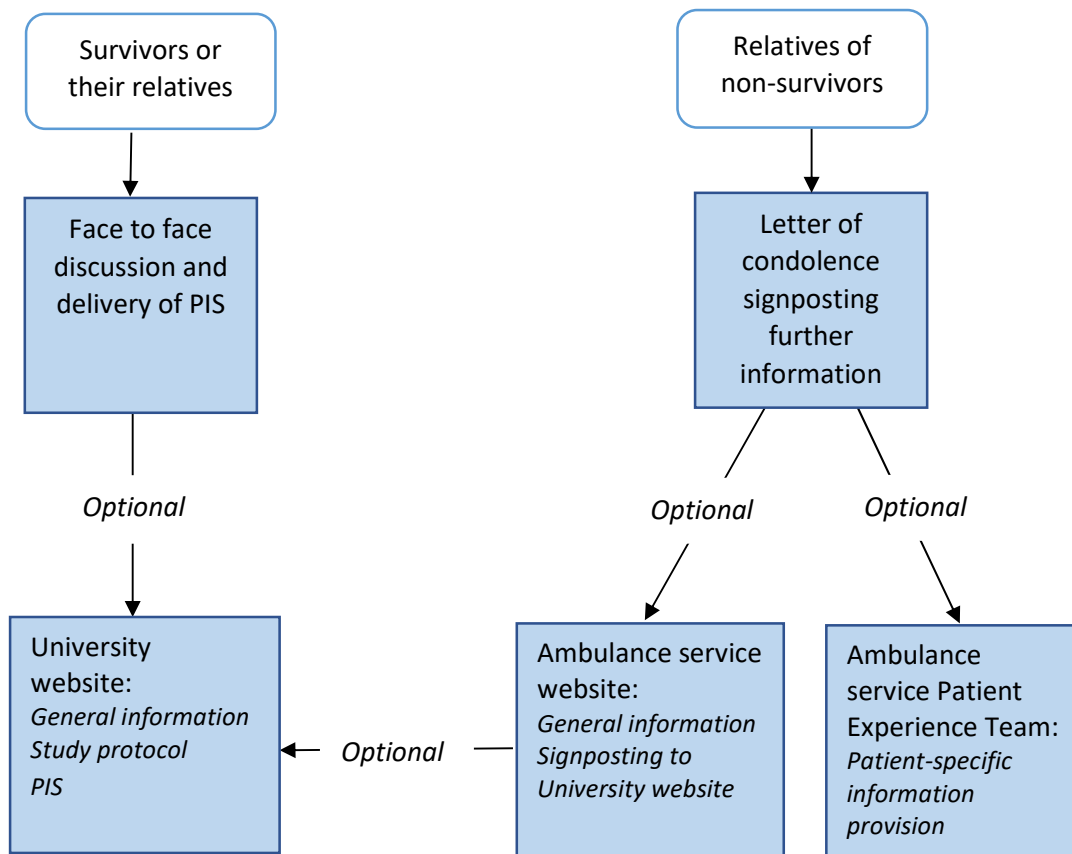 Survivors or
their relatives
Relatives of
non-survivors
Face to face
discussion and
delivery of PIS
Letter of
condolence
signposting
further
information
Optional
Optional
Optional
University
website:
General information
Study protocol
PIS
Optional
Ambulance service
website:
General information
Signposting to
University website
Ambulance
service Patient
Experience Team:
Patient-specific
information
provision